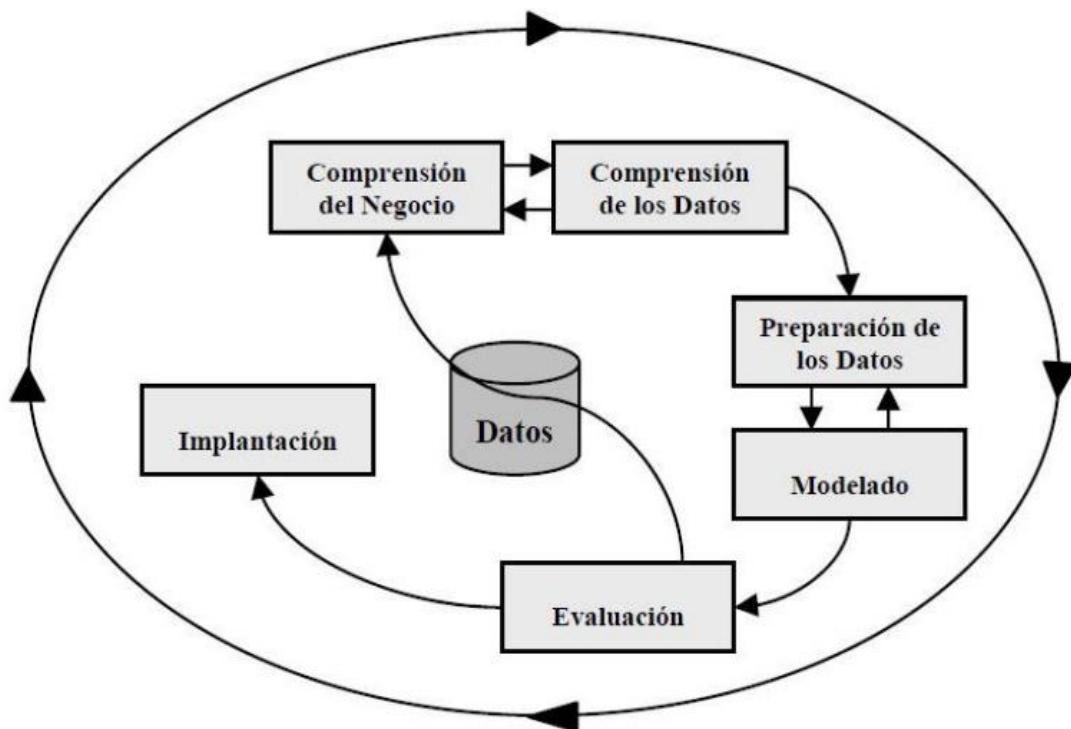 Comprensión
del Negocio
Comprensión
de los Datos
Preparación de
los Datos
Datos
Implantación
Modelado
Evaluación